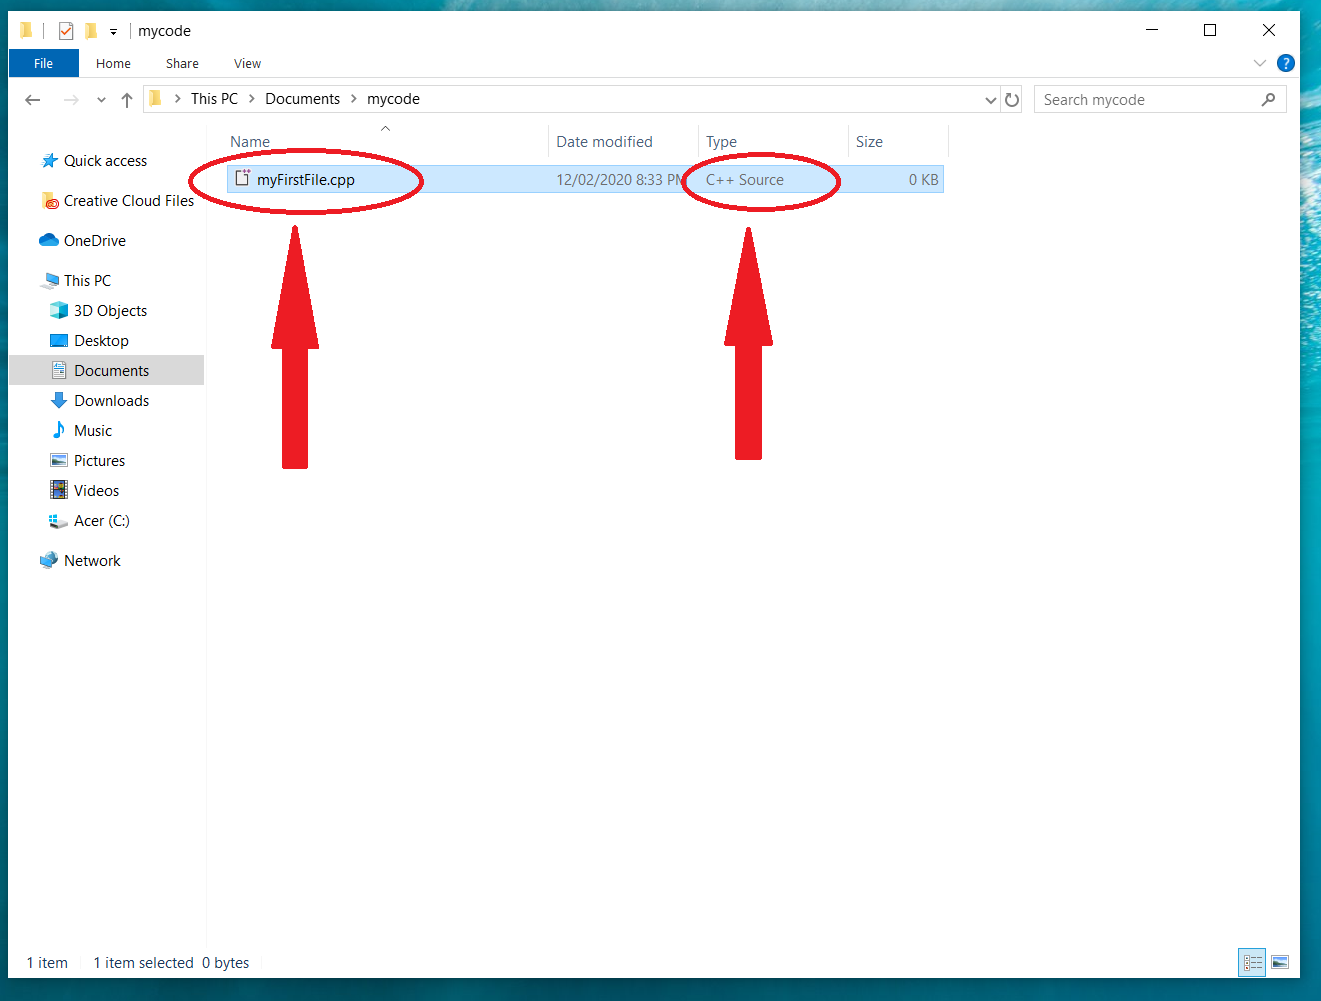 mycode
File Home Share View
?
This PC Documents mycode
Search mycode
Name Date modified Type Size
myFirstFile.cpp 12/02/2020 8:33 PM C++ Source 0 KB
Quick access
Creative Cloud Files
OneDrive
This PC
3D Objects
Desktop
Documents
Downloads
Music
Pictures
Videos
Acer (C:)
Network
1 item 1 item selected 0 bytes